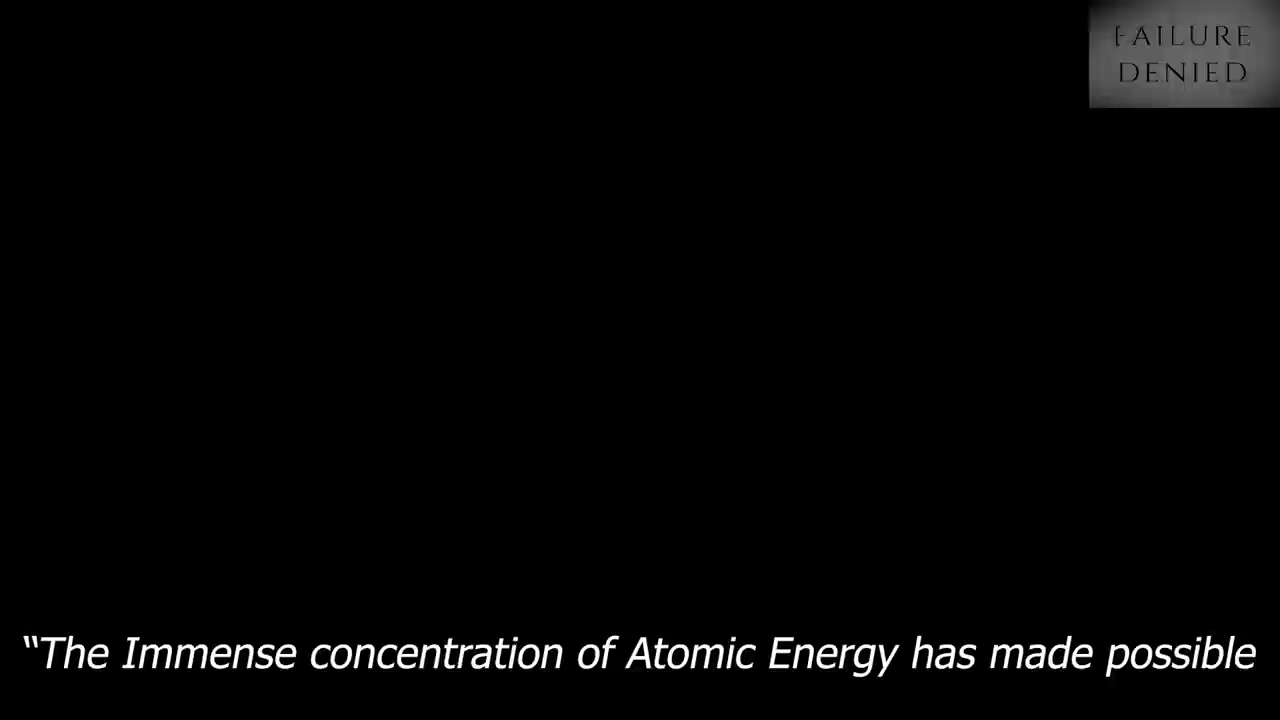 FAILURE
DENIED
“The Immense concentration of Atomic Energy has made possible